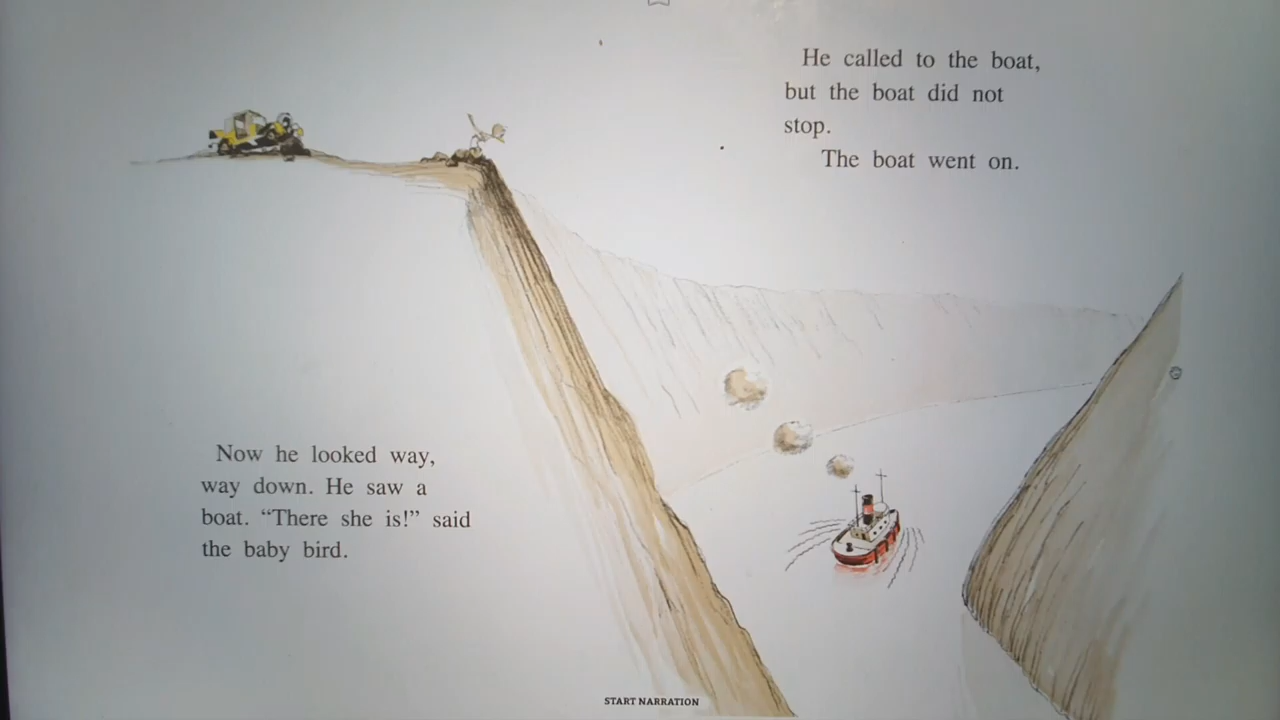 Now he looked way,
way down. He saw a
boat. “There she is!” said
the baby bird.
He called to the boat,
but the boat did not
stop.
The boat went on.
START NARRATION